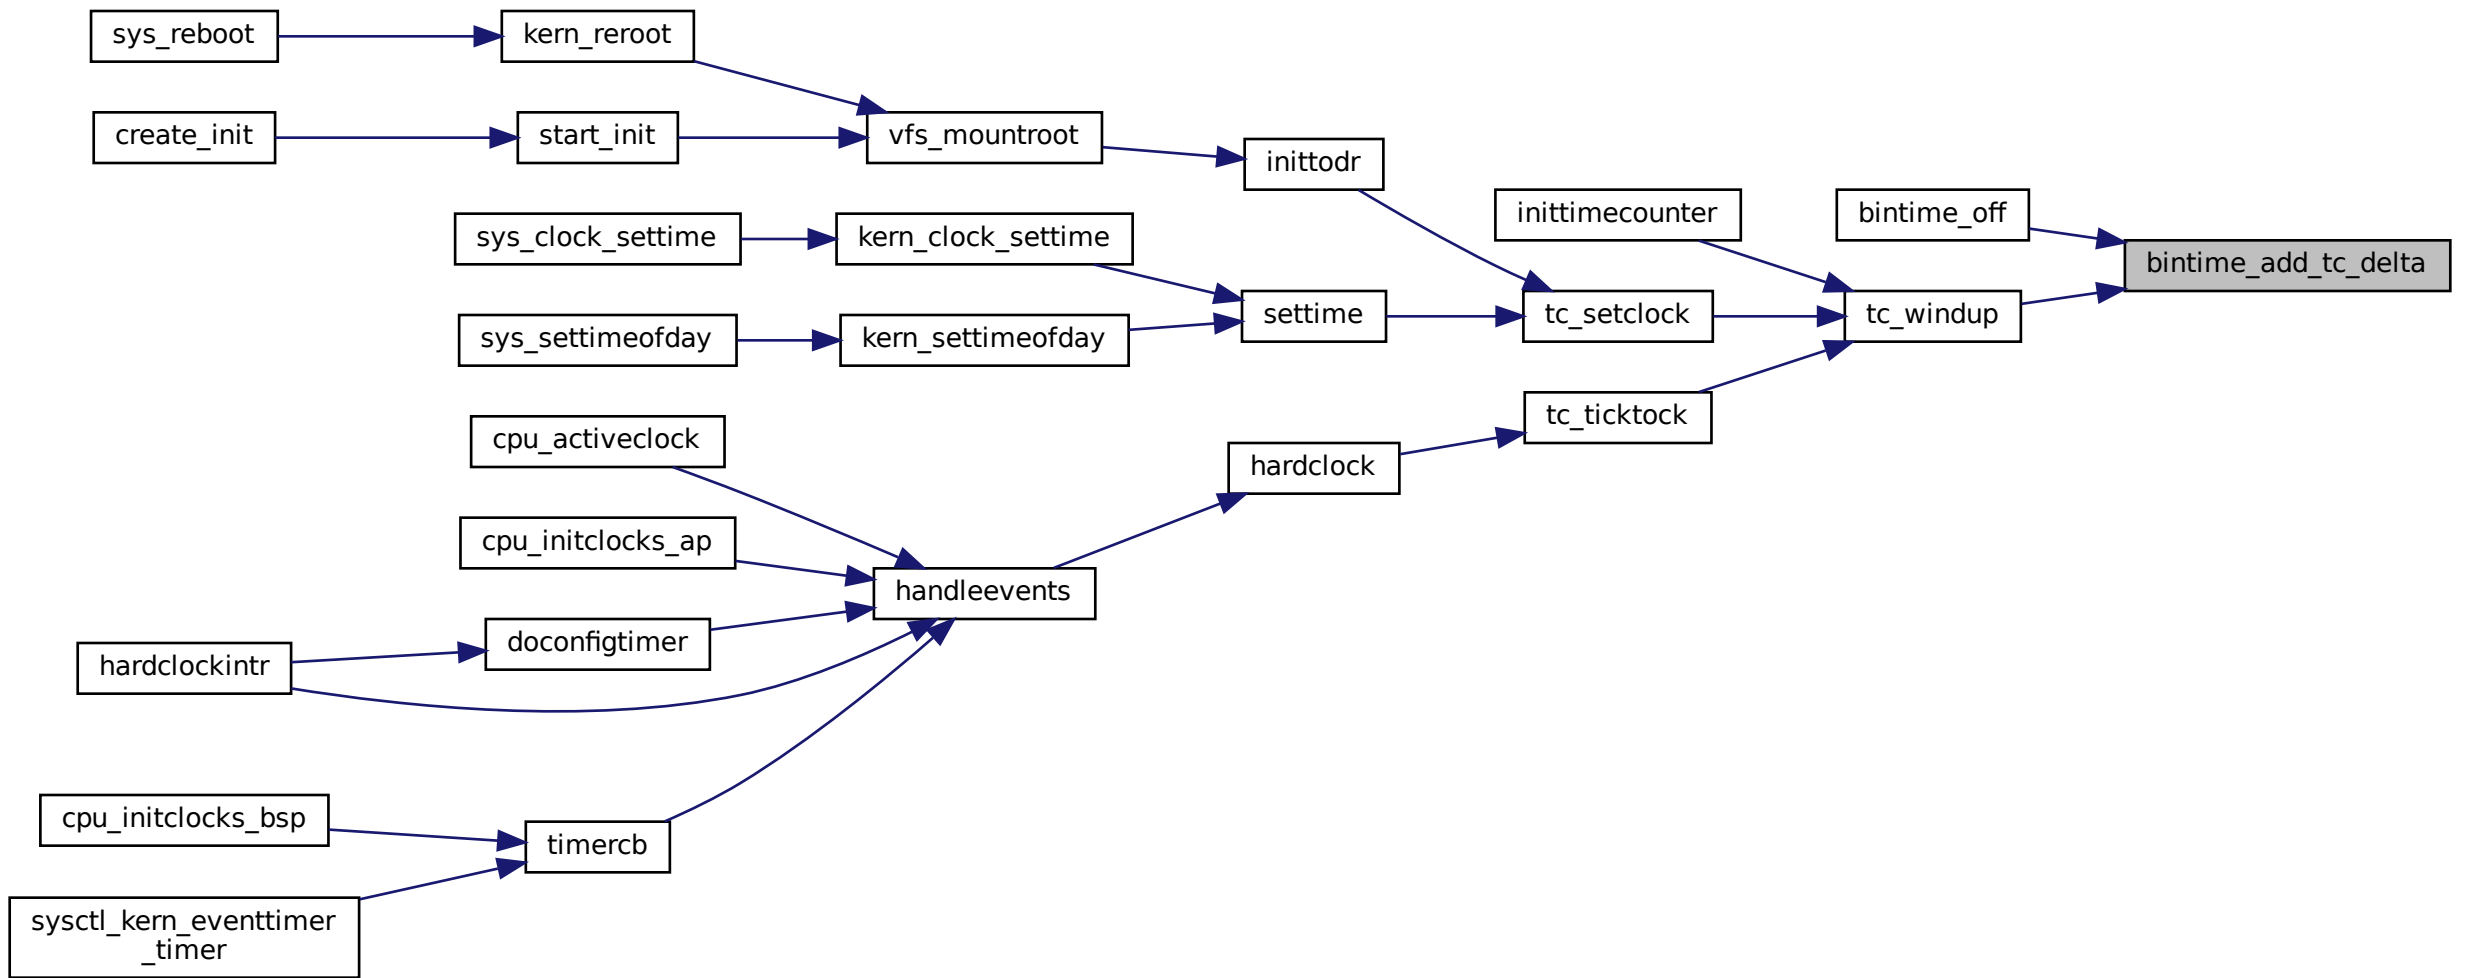 sys_reboot
kern_reroot
create_init
start_init
vfs_mountroot
inittodr
inittimecounter
bintime_off
sys_clock_settime
kern_clock_settime
bintime_add_tc_delta
settime
tc_setclock
tc_windup
sys_settimeofday
kern_settimeofday
tc_ticktock
cpu_activeclock
hardclock
cpu_initclocks_ap
handleevents
doconfigtimer
hardclockintr
cpu_initclocks_bsp
timercb
sysctl_kern_eventtimer
_timer